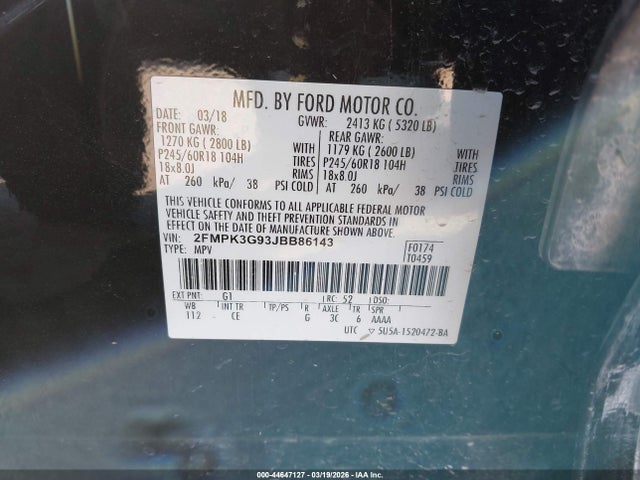 MFD. BY FORD MOTOR CO.
DATE: 03/18 GVWR: 2413 KG ( 5320 LB)
FRONT GAWR: REAR GAWR:
1270 KG ( 2800 LB) 1179 KG ( 2600 LB)
P245/60R18 104H TIRES P245/60R18 104H TIRES
18x8.0J RIMS 18x8.0J RIMS
AT 260 kPa/ 38 PSI COLD AT 260 kPa/ 38 PSI COLD
THIS VEHICLE CONFORMS TO ALL APPLICABLE FEDERAL MOTOR
VEHICLE SAFETY AND THEFT PREVENTION STANDARDS IN
EFFECT ON THE DATE OF MANUFACTURE SHOWN ABOVE.
VIN: 2FMPK3G93JBB86143 F0174
TYPE: MPV T0459
EXT PNT: G1 RC: 52 DSO:
WB INT TR TP/PS R AXLE TR SPR
112 CE G 3C 6 AAAA
UTC ▽ 5U5A-1520472-BA
000-44647127 - 03/19/2026 - IAA Inc.